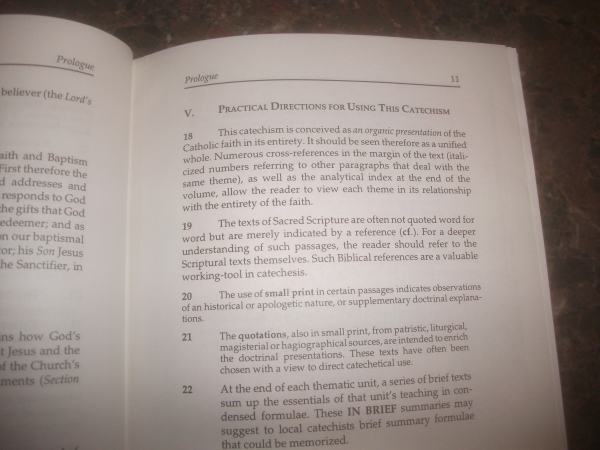 Prologue
believer (the Lord's
aith and Baptism
First therefore the
d addresses and
responds to God
he gifts that God
edeemer; and as
on our baptismal
tor; his Son Jesus
he Sanctifier, in
ins how God's
t Jesus and the
of the Church's
ments (Section
Prologue 11
V. PRACTICAL DIRECTIONS FOR USING THIS CATECHISM
18 This catechism is conceived as an organic presentation of the
Catholic faith in its entirety. It should be seen therefore as a unified
whole. Numerous cross-references in the margin of the text (itali-
cized numbers referring to other paragraphs that deal with the
same theme), as well as the analytical index at the end of the
volume, allow the reader to view each theme in its relationship
with the entirety of the faith.
19 The texts of Sacred Scripture are often not quoted word for
word but are merely indicated by a reference (cf.). For a deeper
understanding of such passages, the reader should refer to the
Scriptural texts themselves. Such Biblical references are a valuable
working-tool in catechesis.
20 The use of small print in certain passages indicates observations
of an historical or apologetic nature, or supplementary doctrinal explana-
tions.
21 The quotations, also in small print, from patristic, liturgical,
magisterial or hagiographical sources, are intended to enrich
the doctrinal presentations. These texts have often been
chosen with a view to direct catechetical use.
22 At the end of each thematic unit, a series of brief texts
sum up the essentials of that unit's teaching in con-
densed formulae. These IN BRIEF summaries may
suggest to local catechists brief summary formulae
that could be memorized.